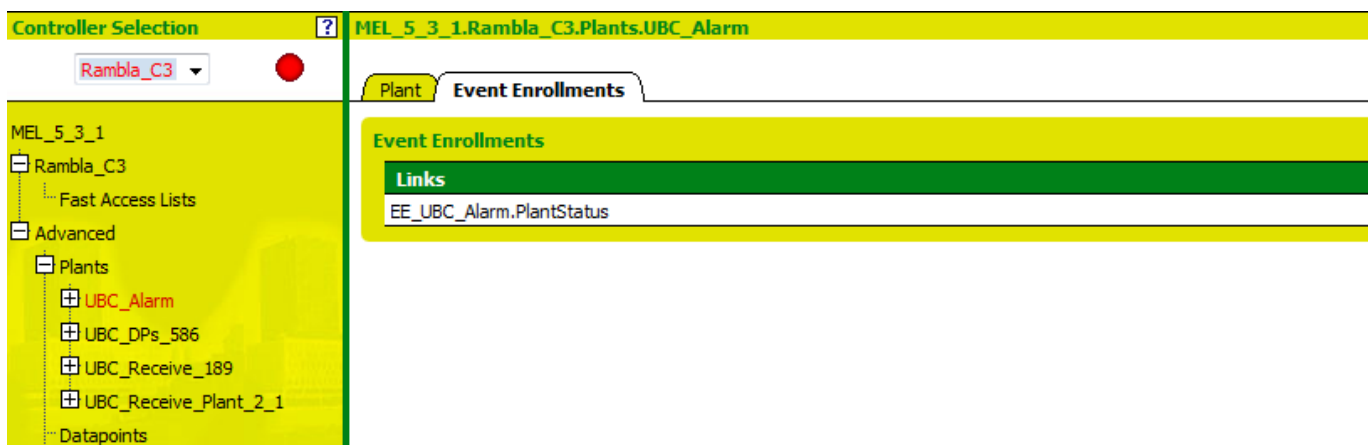 Controller Selection ?
Rambla_C3
MEL_5_3_1
Rambla_C3
Fast Access Lists
Advanced
Plants
UBC_Alarm
UBC_DPs_586
UBC_Receive_189
UBC_Receive_Plant_2_1
Datapoints
MEL_5_3_1.Rambla_C3.Plants.UBC_Alarm
Plant Event Enrollments
Event Enrollments
Links
EE_UBC_Alarm.PlantStatus